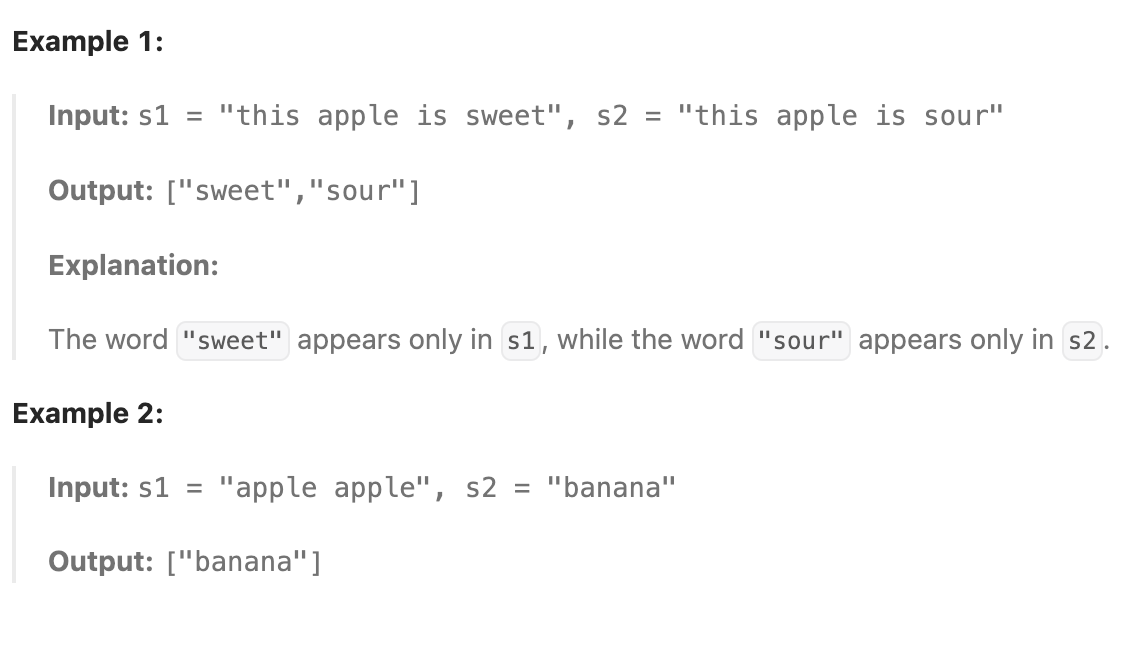 Example 1:
Input: s1 = "this apple is sweet", s2 = "this apple is sour"
Output: ["sweet","sour"]
Explanation:
The word "sweet" appears only in s1, while the word "sour" appears only in s2.
Example 2:
Input: s1 = "apple apple", s2 = "banana"
Output: ["banana"]